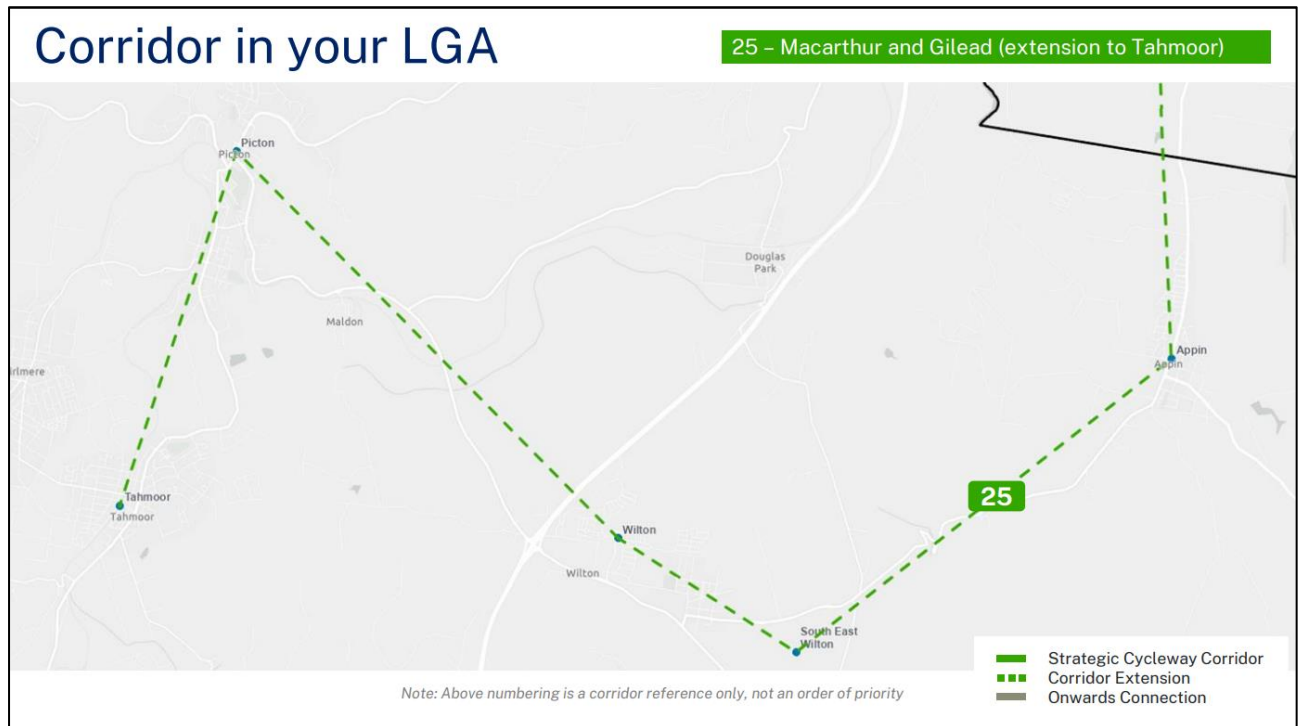 Corridor in your LGA
25 – Macarthur and Gilead (extension to Tahmoor)
Picton
Picton
Douglas
Park
Maldon
Appin
Appin
irlmere
Tahmoor
Tahmoor
25
Wilton
Wilton
South East
Wilton
Strategic Cycleway Corridor
Corridor Extension
Onwards Connection
Note: Above numbering is a corridor reference only, not an order of priority